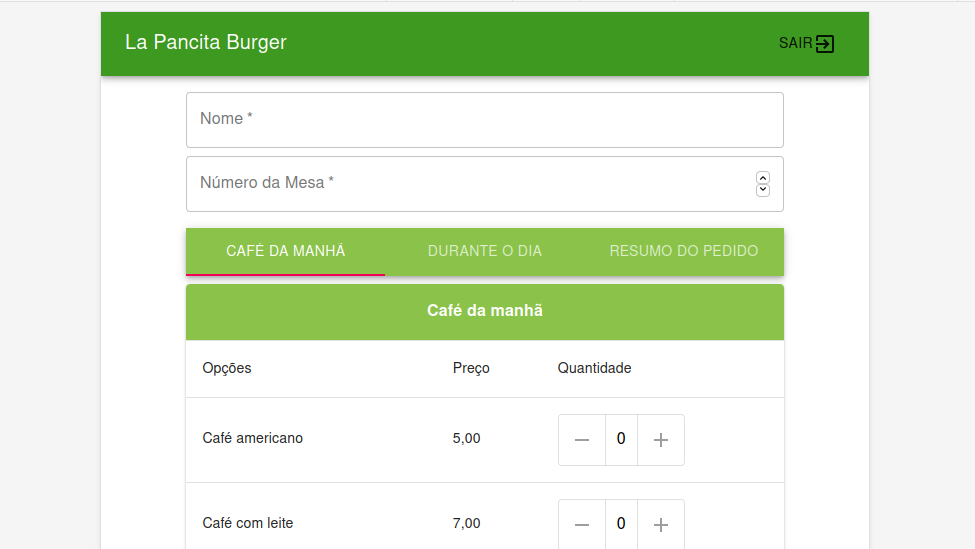 La Pancita Burger SAIR
Nome *
Número da Mesa *
CAFÉ DA MANHÃ DURANTE O DIA RESUMO DO PEDIDO
Café da manhã
Opções Preço Quantidade
Café americano 5,00 0
Café com leite 7,00 0